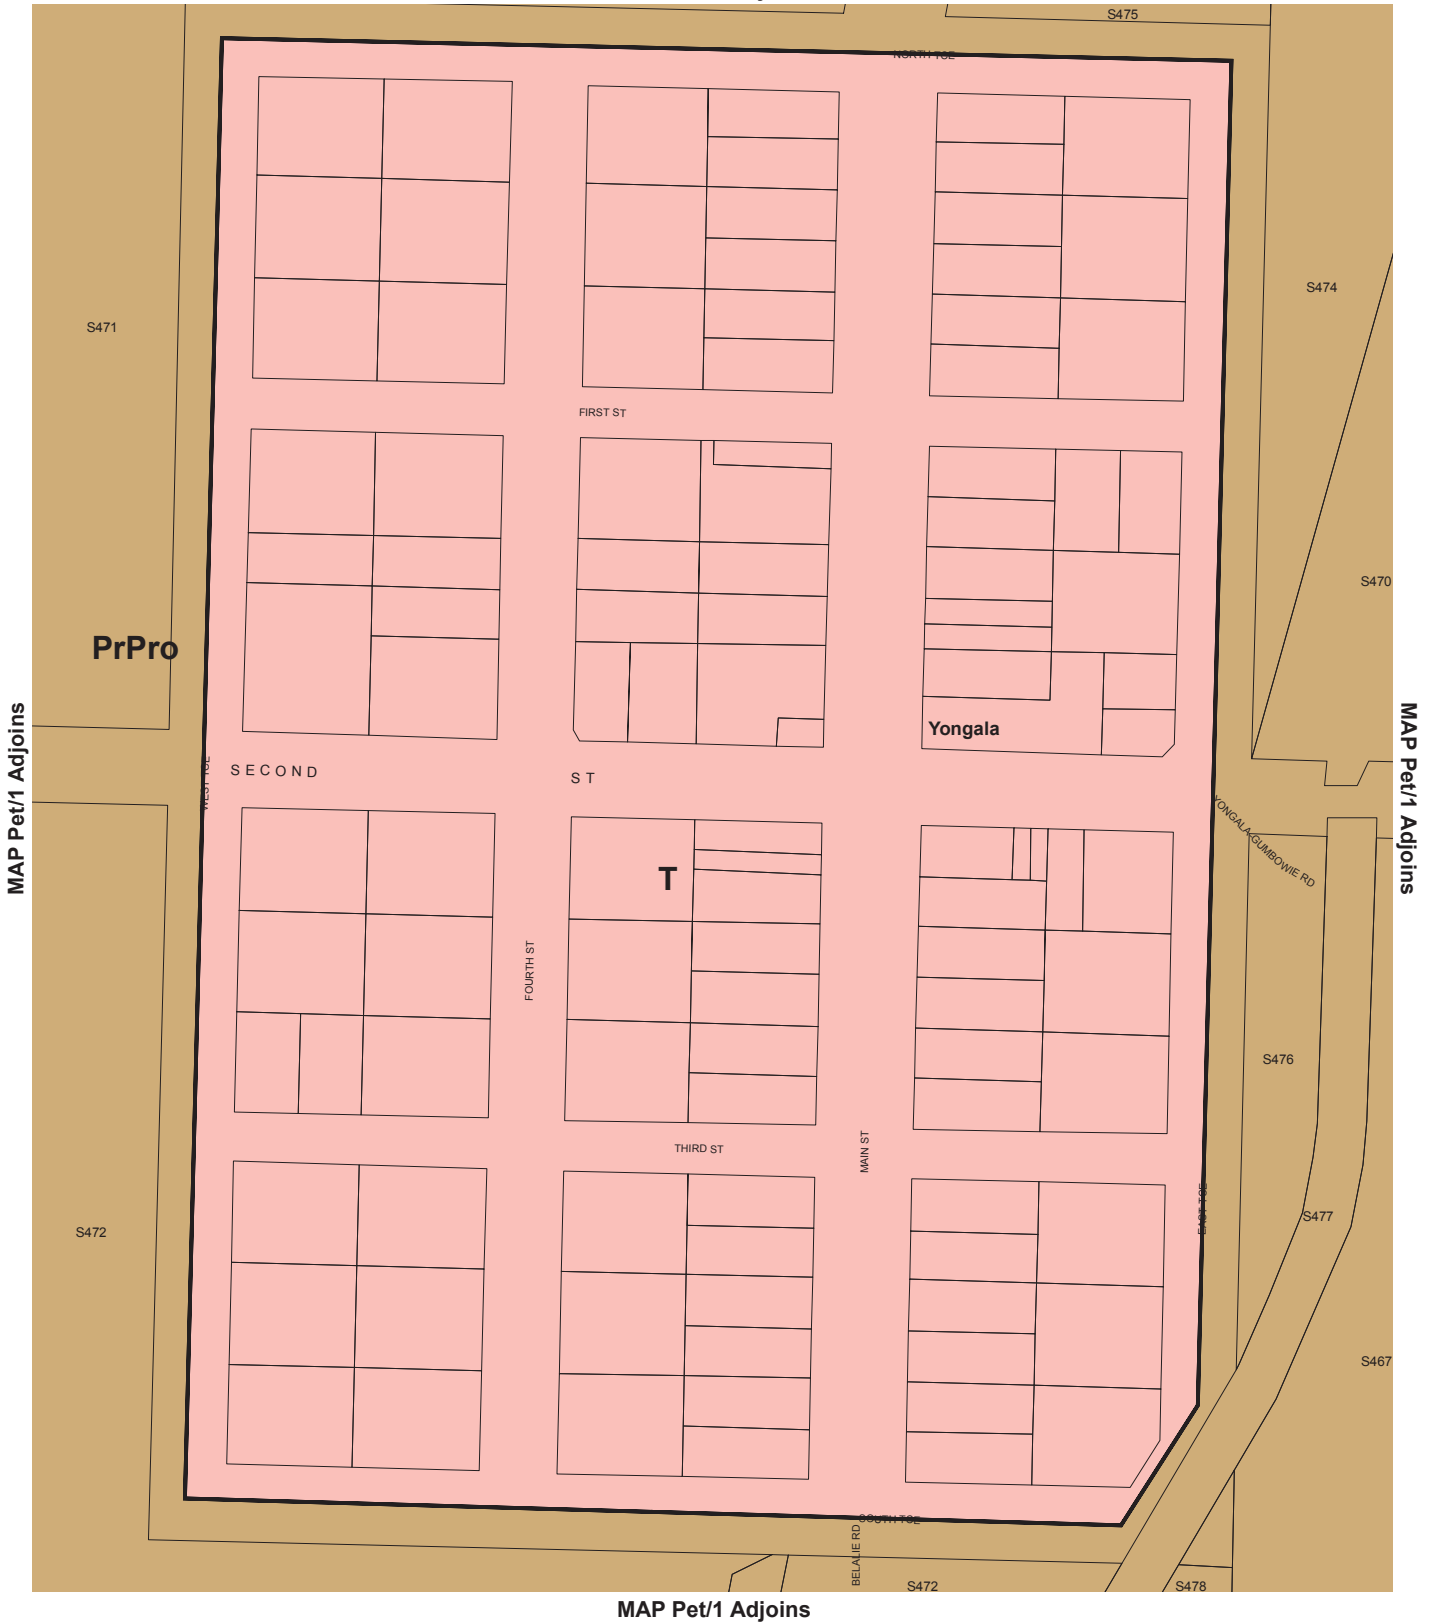 S475
NORTH TCE
S474
S471
FIRST ST
S470
PrPro
MAP Pet/1 Adjoins
MAP Pet/1 Adjoins
Yongala
WEST TCE
SECOND ST
YONGALA-GUMBOWIE RD
T
FOURTH ST
S476
THIRD ST
MAIN ST
EAST TCE
S477
S472
S467
SOUTH TCE
BELALIE RD
S472
S478
MAP Pet/1 Adjoins